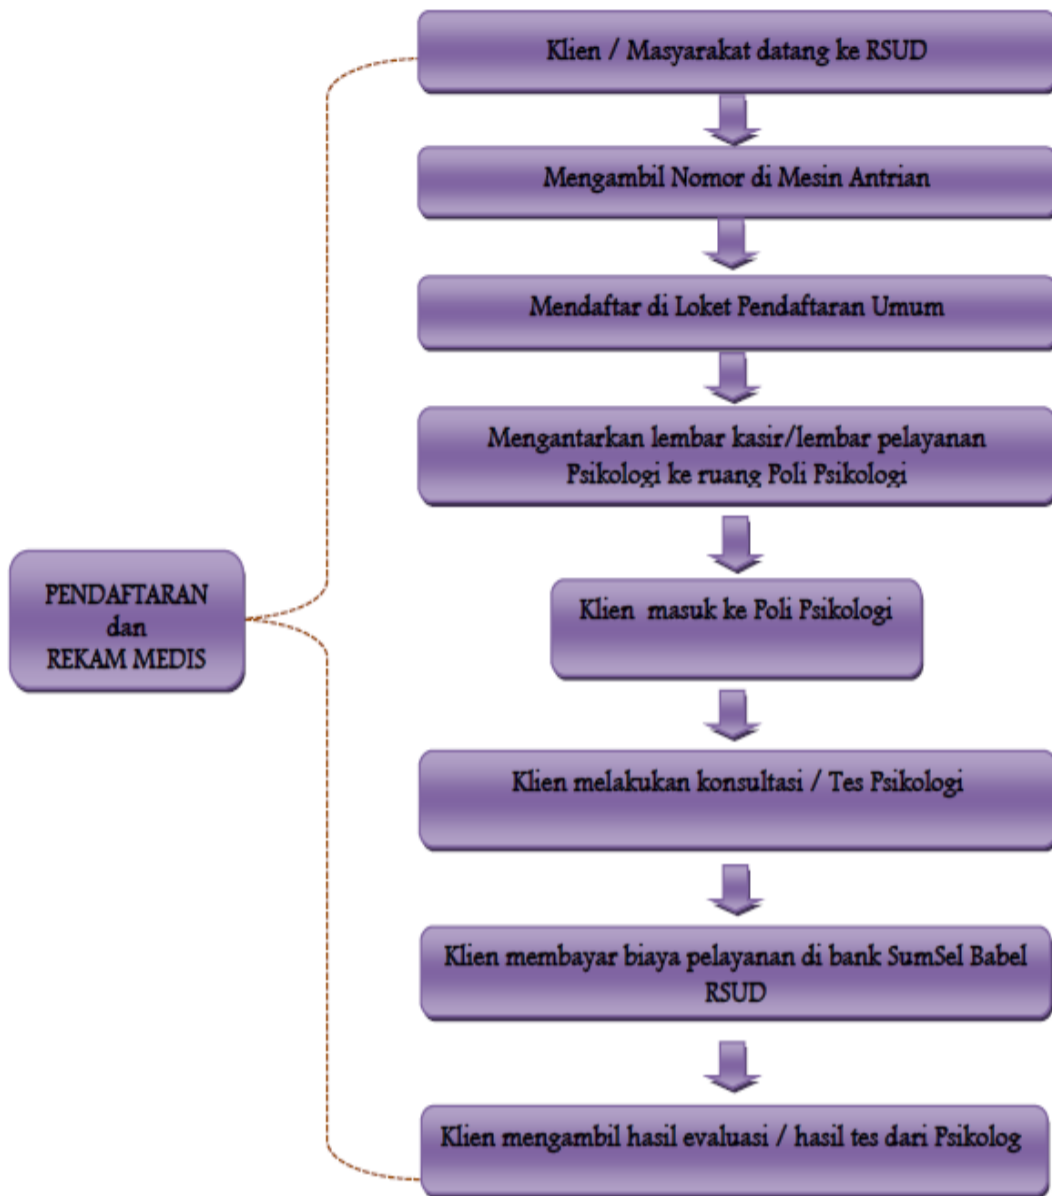 Klien / Masyarakat datang ke RSUD
Mengambil Nomor di Mesin Antrian
Mendaftar di Loket Pendaftaran Umum
Mengantarkan lembar kasir/lembar pelayanan
Psikologi ke ruang Poli Psikologi
PENDAFTARAN
dan
REKAM MEDIS
Klien masuk ke Poli Psikologi
Klien melakukan konsultasi / Tes Psikologi
Klien membayar biaya pelayanan di bank SumSel Babel
RSUD
Klien mengambil hasil evaluasi / hasil tes dari Psikolog